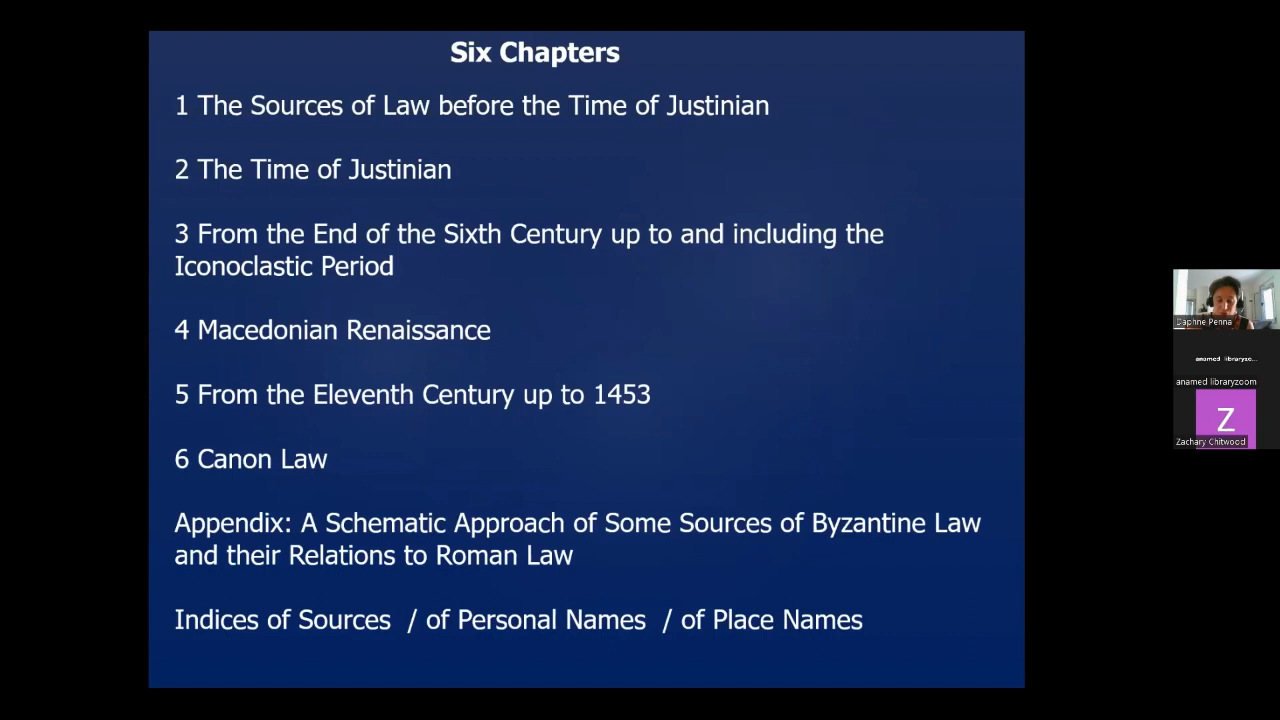 Six Chapters
1 The Sources of Law before the Time of Justinian
2 The Time of Justinian
3 From the End of the Sixth Century up to and including the
Iconoclastic Period
4 Macedonian Renaissance
5 From the Eleventh Century up to 1453
6 Canon Law
Appendix: A Schematic Approach of Some Sources of Byzantine Law
and their Relations to Roman Law
Indices of Sources / of Personal Names / of Place Names
Daphne Penna
anamed libraryzo...
anamed libraryzoom
Z
Zachary Chitwood